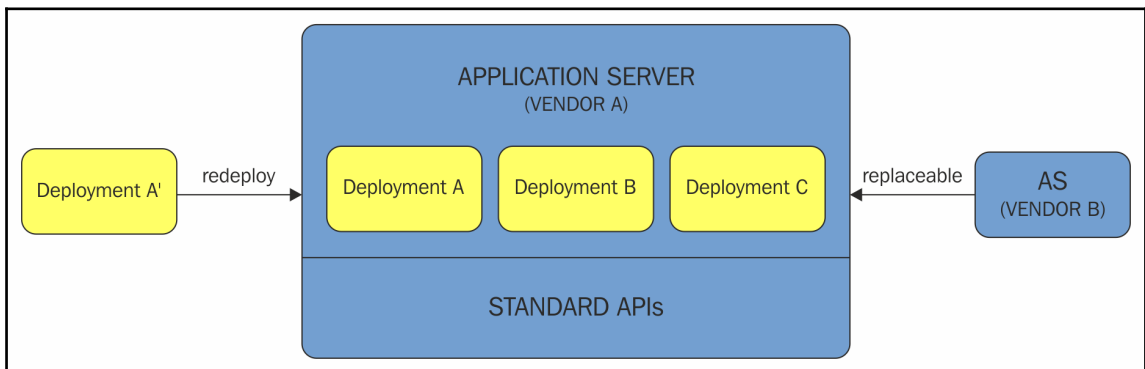 APPLICATION SERVER
(VENDOR A)
Deployment A'
redeploy
Deployment A
Deployment B
Deployment C
replaceable
AS
(VENDOR B)
STANDARD APIs